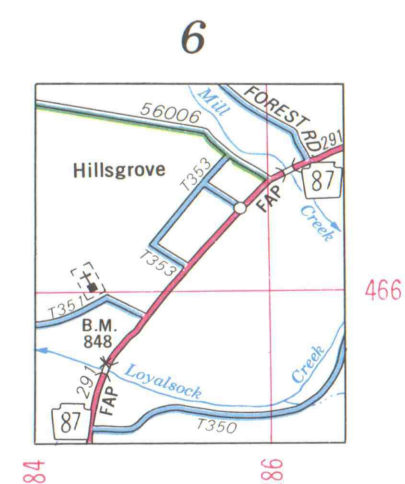 6
FOREST RD
Mill
56006
291
Hillsgrove
T353
87
FAP
Creek
T353
466
T351
B.M.
848
Loyalsock
Creek
291
FAP
87
T350
84
86